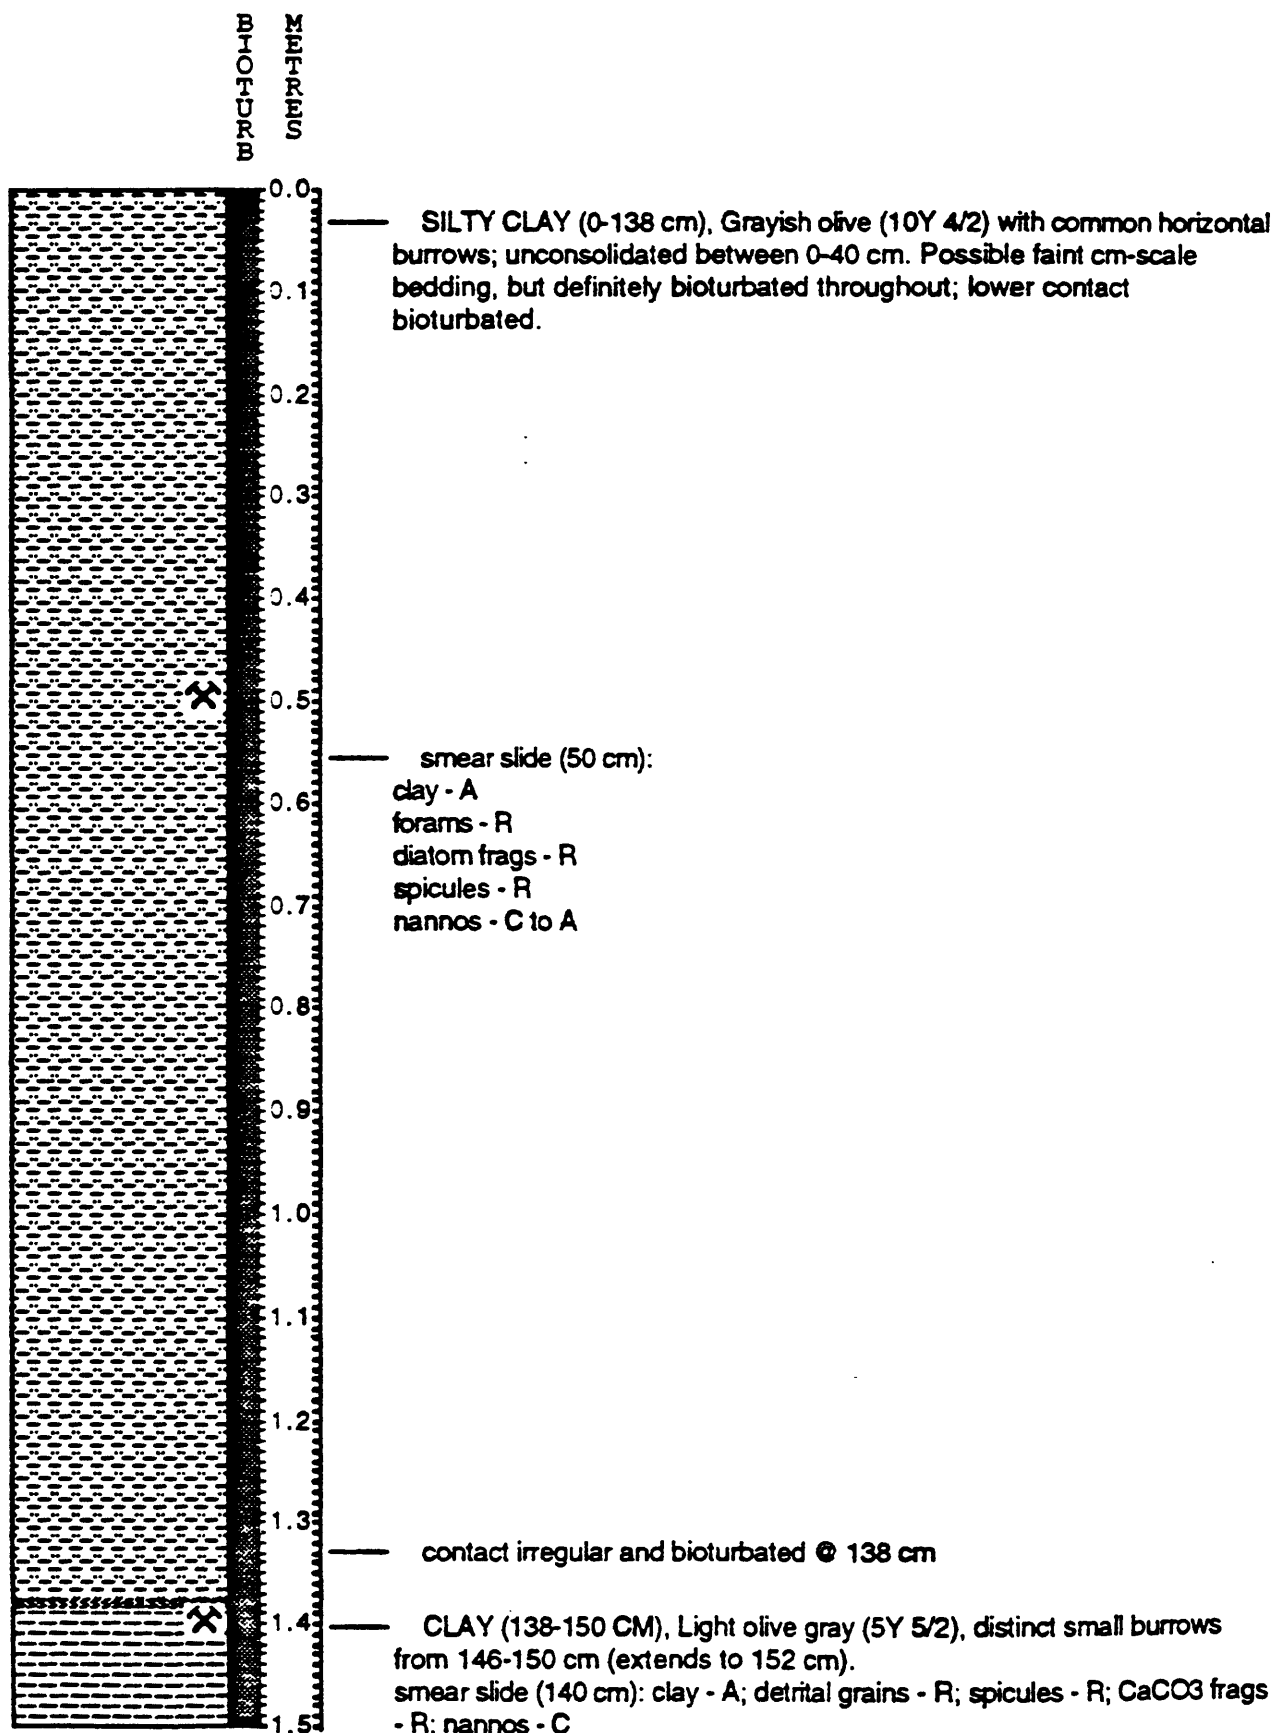 BIOTURB
METRES
0.0
SILTY CLAY (0-138 cm), Grayish olive (10Y 4/2) with common horizontal
burrows; unconsolidated between 0-40 cm. Possible faint cm-scale
bedding, but definitely bioturbated throughout; lower contact
bioturbated.
0.1
0.2
0.3
0.4
0.5
smear slide (50 cm):
clay - A
0.6
forams - R
diatom frags - R
spicules - R
0.7
nannos - C to A
0.8
0.9
1.0
1.1
1.2
1.3
contact irregular and bioturbated @ 138 cm
1.4
CLAY (138-150 CM), Light olive gray (5Y 5/2), distinct small burrows
from 146-150 cm (extends to 152 cm).
smear slide (140 cm): clay - A; detrital grains - R; spicules - R; CaCO3 frags
- R; nannos - C
1.5